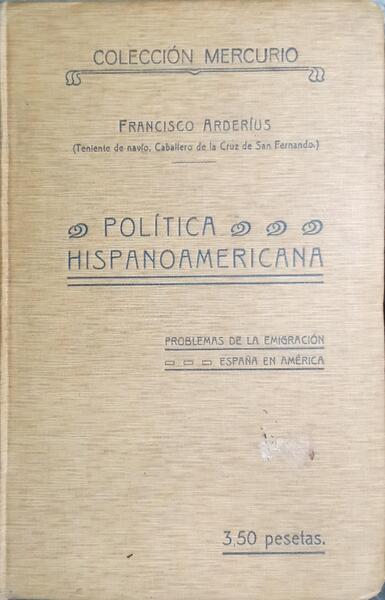 COLECCIÓN MERCURIO
FRANCISCO ARDERÍUS
(Teniente de navío, Caballero de la Cruz de San Fernando.)
POLÍTICA
HISPANOAMERICANA
PROBLEMAS DE LA EMIGRACIÓN
ESPAÑA EN AMÉRICA
3,50 pesetas.